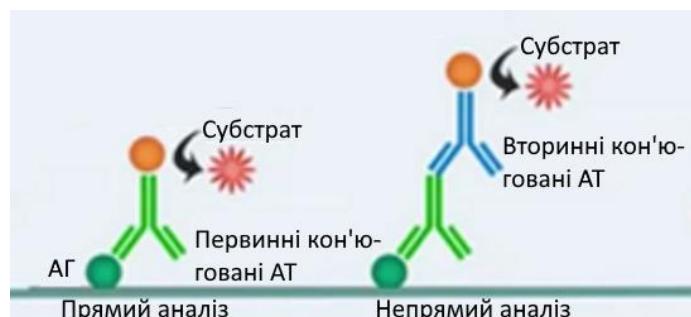 Субстрат
Субстрат
Вторинні кон'ю-
говані АТ
Первинні кон'ю-
говані АТ
АГ
Прямий аналіз
Непрямий аналіз